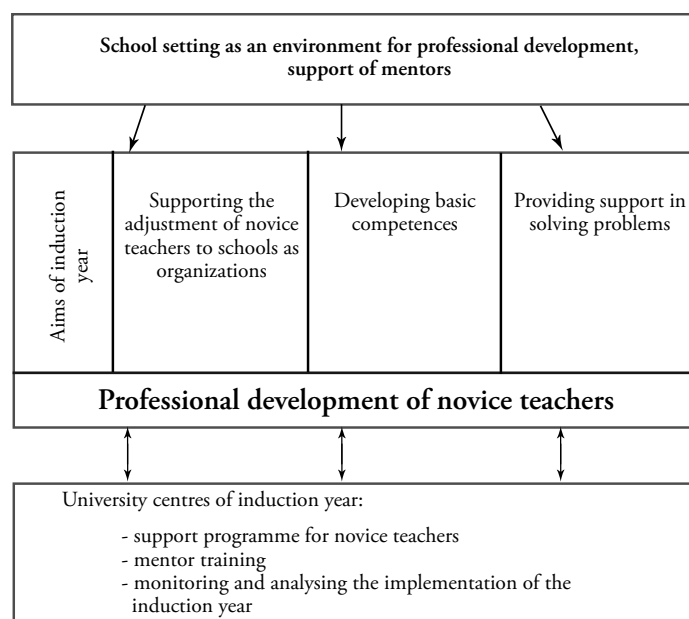 School setting as an environment for professional development,
support of mentors
Aims of induction
year
Supporting the
adjustment of novice
teachers to schools as
organizations
Developing basic
competences
Providing support in
solving problems
Professional development of novice teachers
University centres of induction year:
- support programme for novice teachers
- mentor training
- monitoring and analysing the implementation of the
induction year